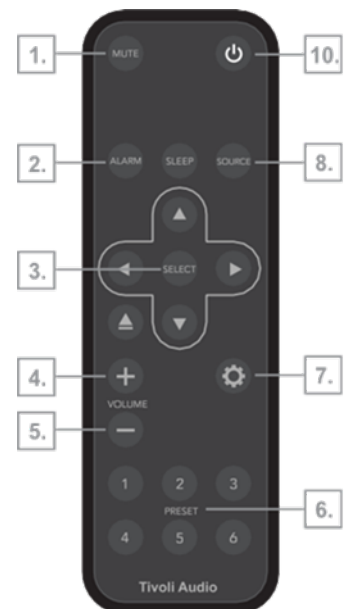 1. MUTE 10.
2. ALARM SLEEP SOURCE 8.
3. SELECT
4. 7.
VOLUME
5.
1 2 3
PRESET 6.
4 5 6
Tivoli Audio